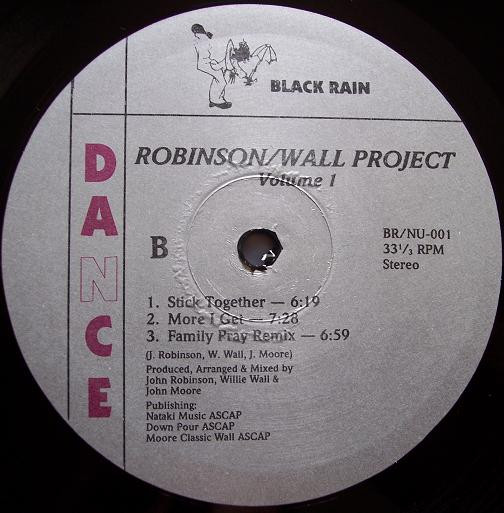 BLACK RAIN
DANCE
ROBINSON/WALL PROJECT
Volume 1
B
BR/NU-001
33⅓ RPM
Stereo
1. Stick Together — 6:19
2. More I Get — 7:28
3. Family Pray Remix — 6:59
(J. Robinson, W. Wall, J. Moore)
Produced, Arranged & Mixed by
John Robinson, Willie Wall &
John Moore
Publishing:
Nataki Music ASCAP
Down Pour ASCAP
Moore Classic Wall ASCAP